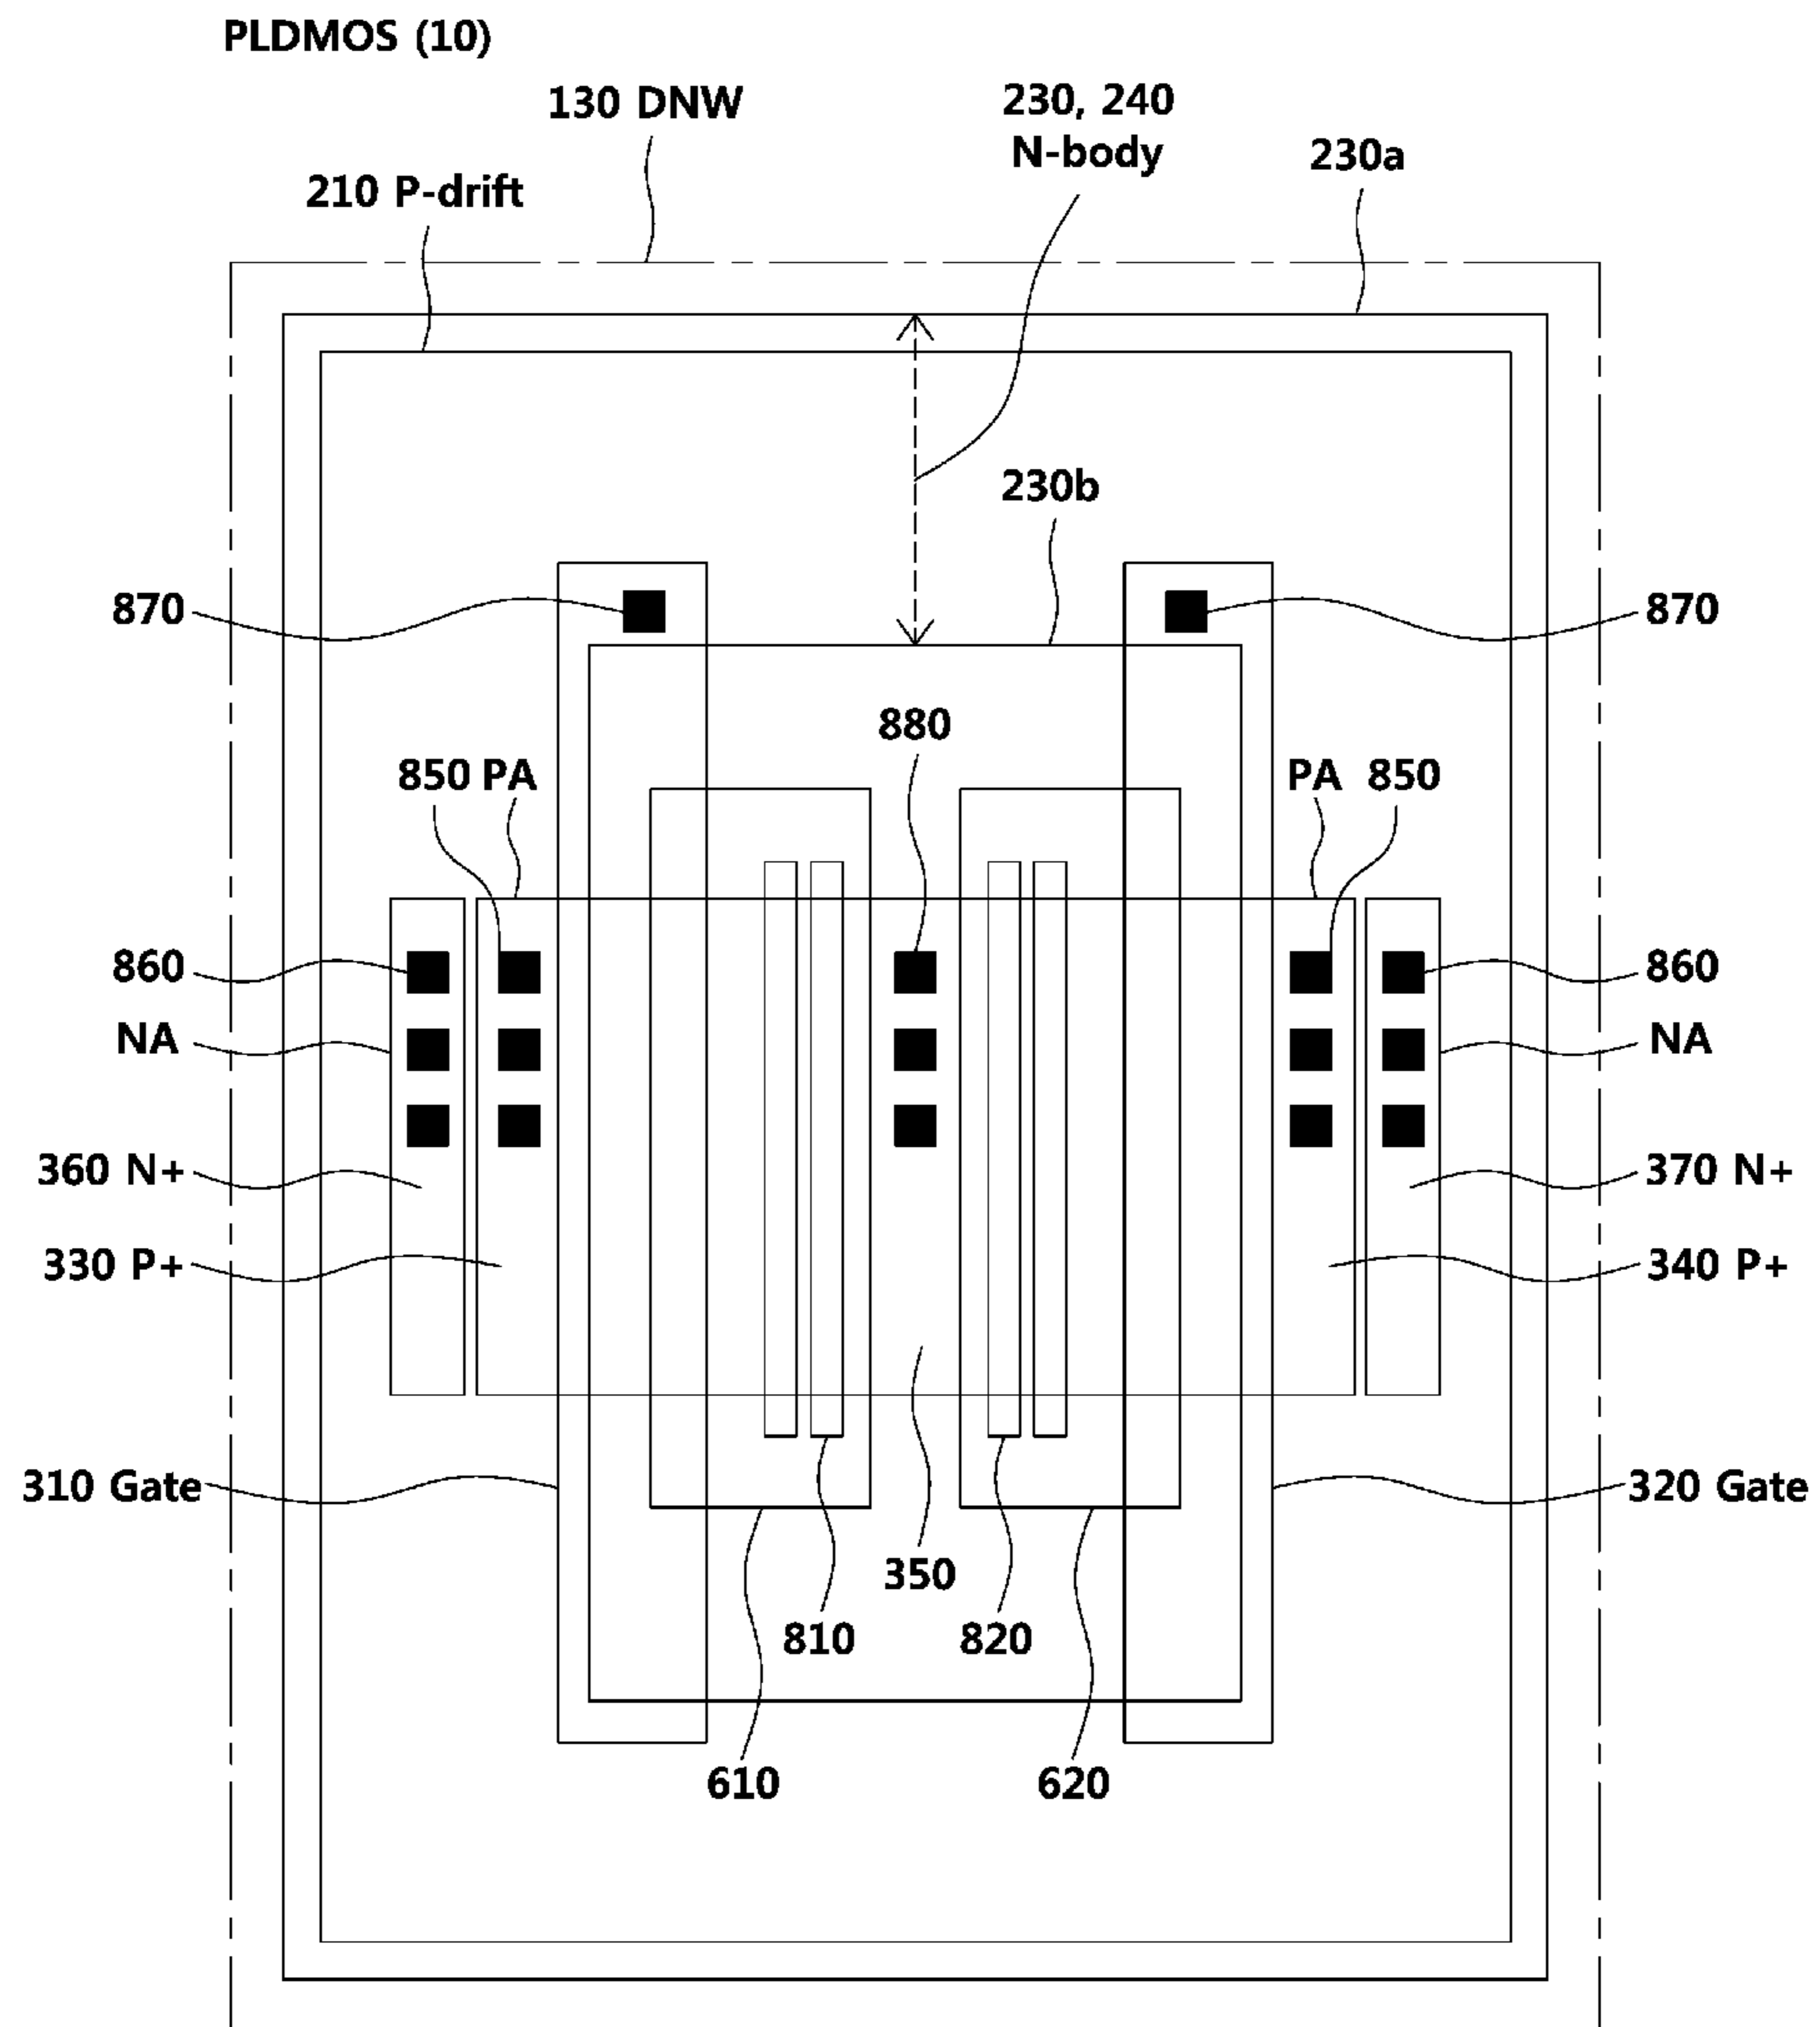 PLDMOS (10)
130 DNW
230, 240
N-body
230a
210 P-drift
230b
870
870
880
850 PA
PA 850
860
860
NA
NA
360 N+
370 N+
330 P+
340 P+
310 Gate
320 Gate
350
810
820
610
620